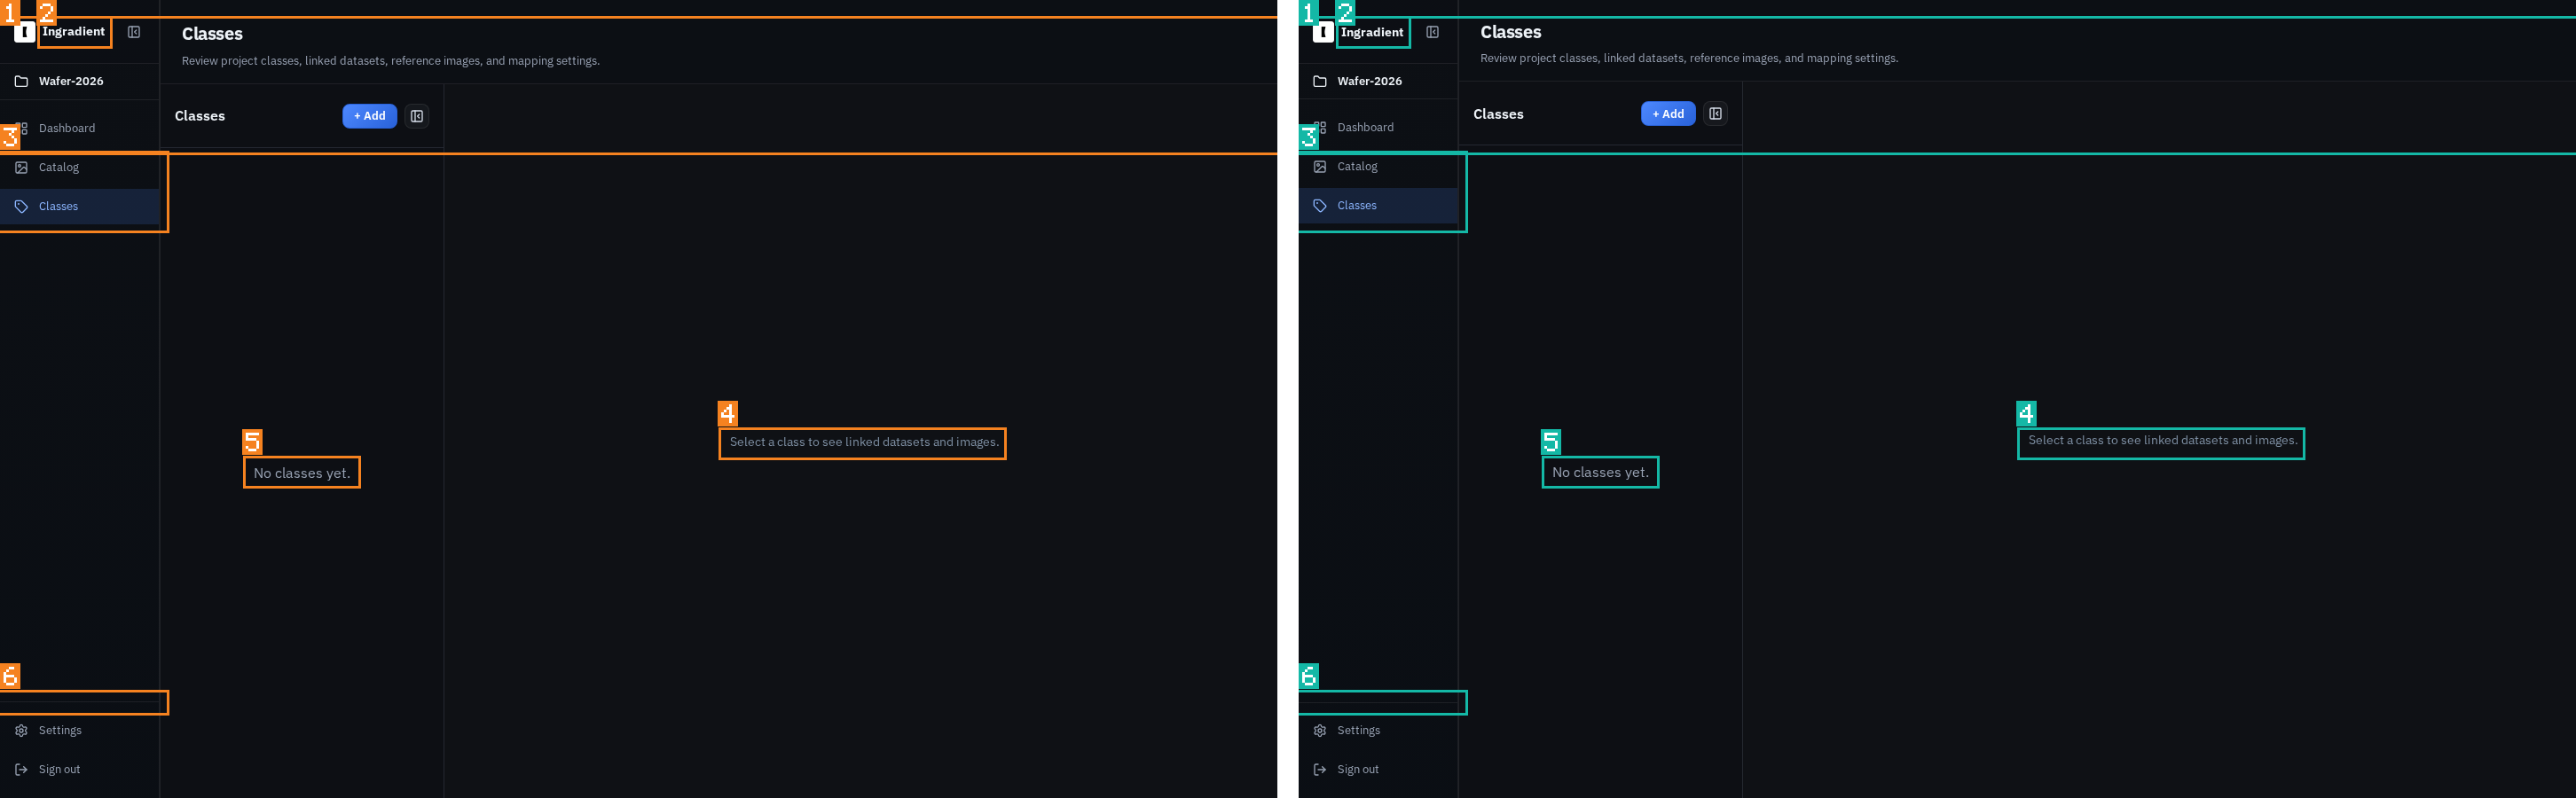 1 2
Ingradient
Classes
Review project classes, linked datasets, reference images, and mapping settings.
Wafer-2026
Classes
+ Add
Dashboard
3
Catalog
Classes
4
Select a class to see linked datasets and images.
5
No classes yet.
6
Settings
Sign out
1 2
Ingradient
Classes
Review project classes, linked datasets, reference images, and mapping settings.
Wafer-2026
Classes
+ Add
Dashboard
3
Catalog
Classes
4
Select a class to see linked datasets and images.
5
No classes yet.
6
Settings
Sign out